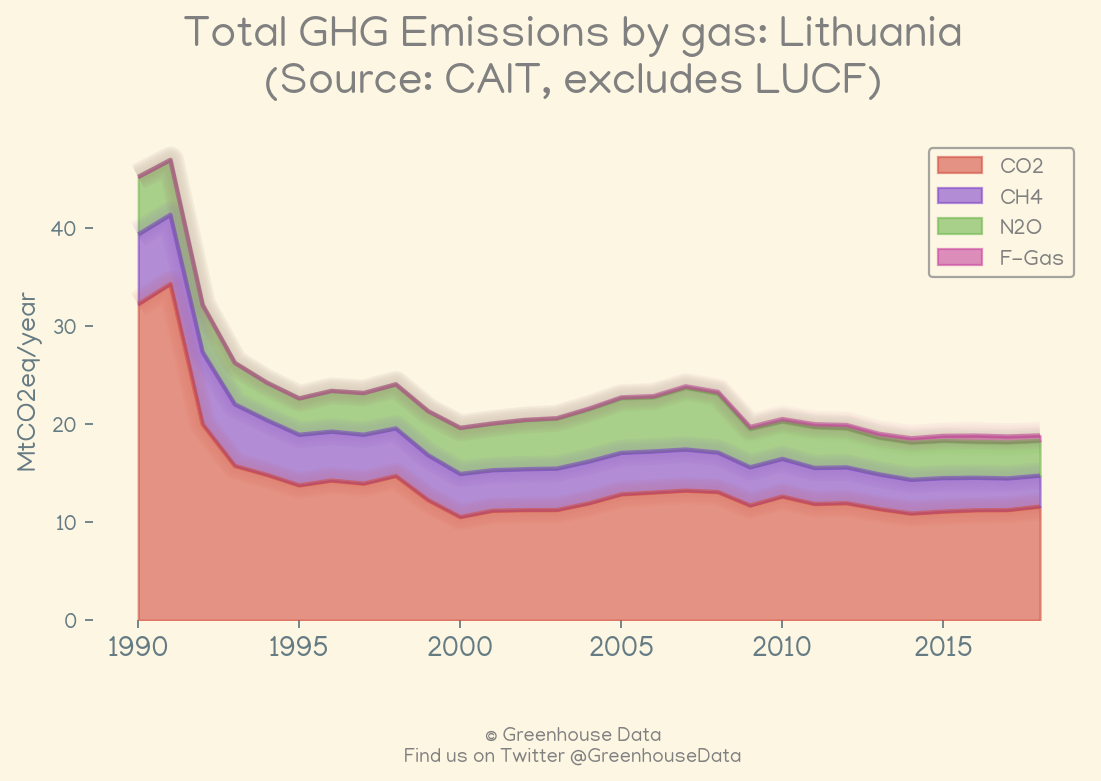 Total GHG Emissions by gas: Lithuania
(Source: CAIT, excludes LUCF)
CO2
CH4
N2O
F-Gas
MtCO2eq/year
40
30
20
10
0
1990 1995 2000 2005 2010 2015
© Greenhouse Data
Find us on Twitter @GreenhouseData